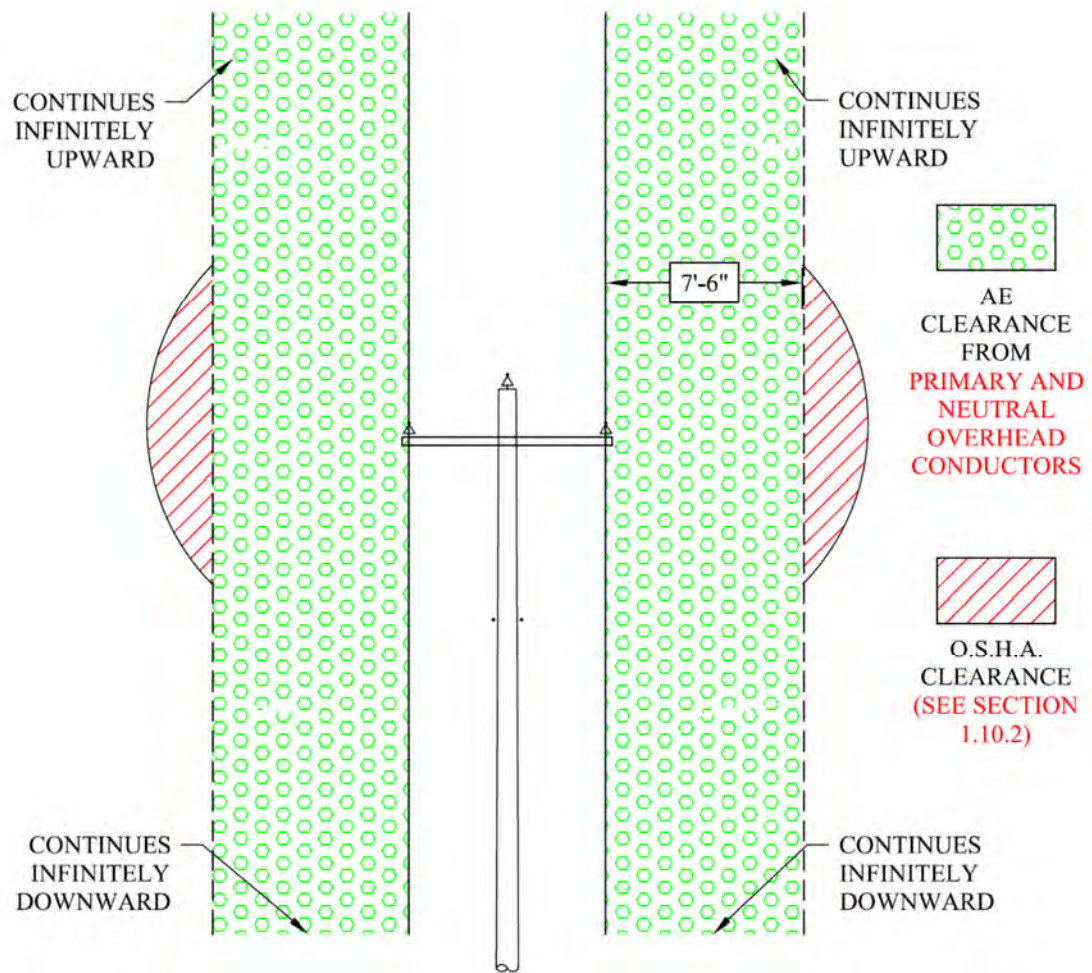 CONTINUES
INFINITELY
UPWARD
CONTINUES
INFINITELY
UPWARD
7'-6"
AE
CLEARANCE
FROM
PRIMARY AND
NEUTRAL
OVERHEAD
CONDUCTORS
O.S.H.A.
CLEARANCE
(SEE SECTION
1.10.2)
CONTINUES
INFINITELY
DOWNWARD
CONTINUES
INFINITELY
DOWNWARD